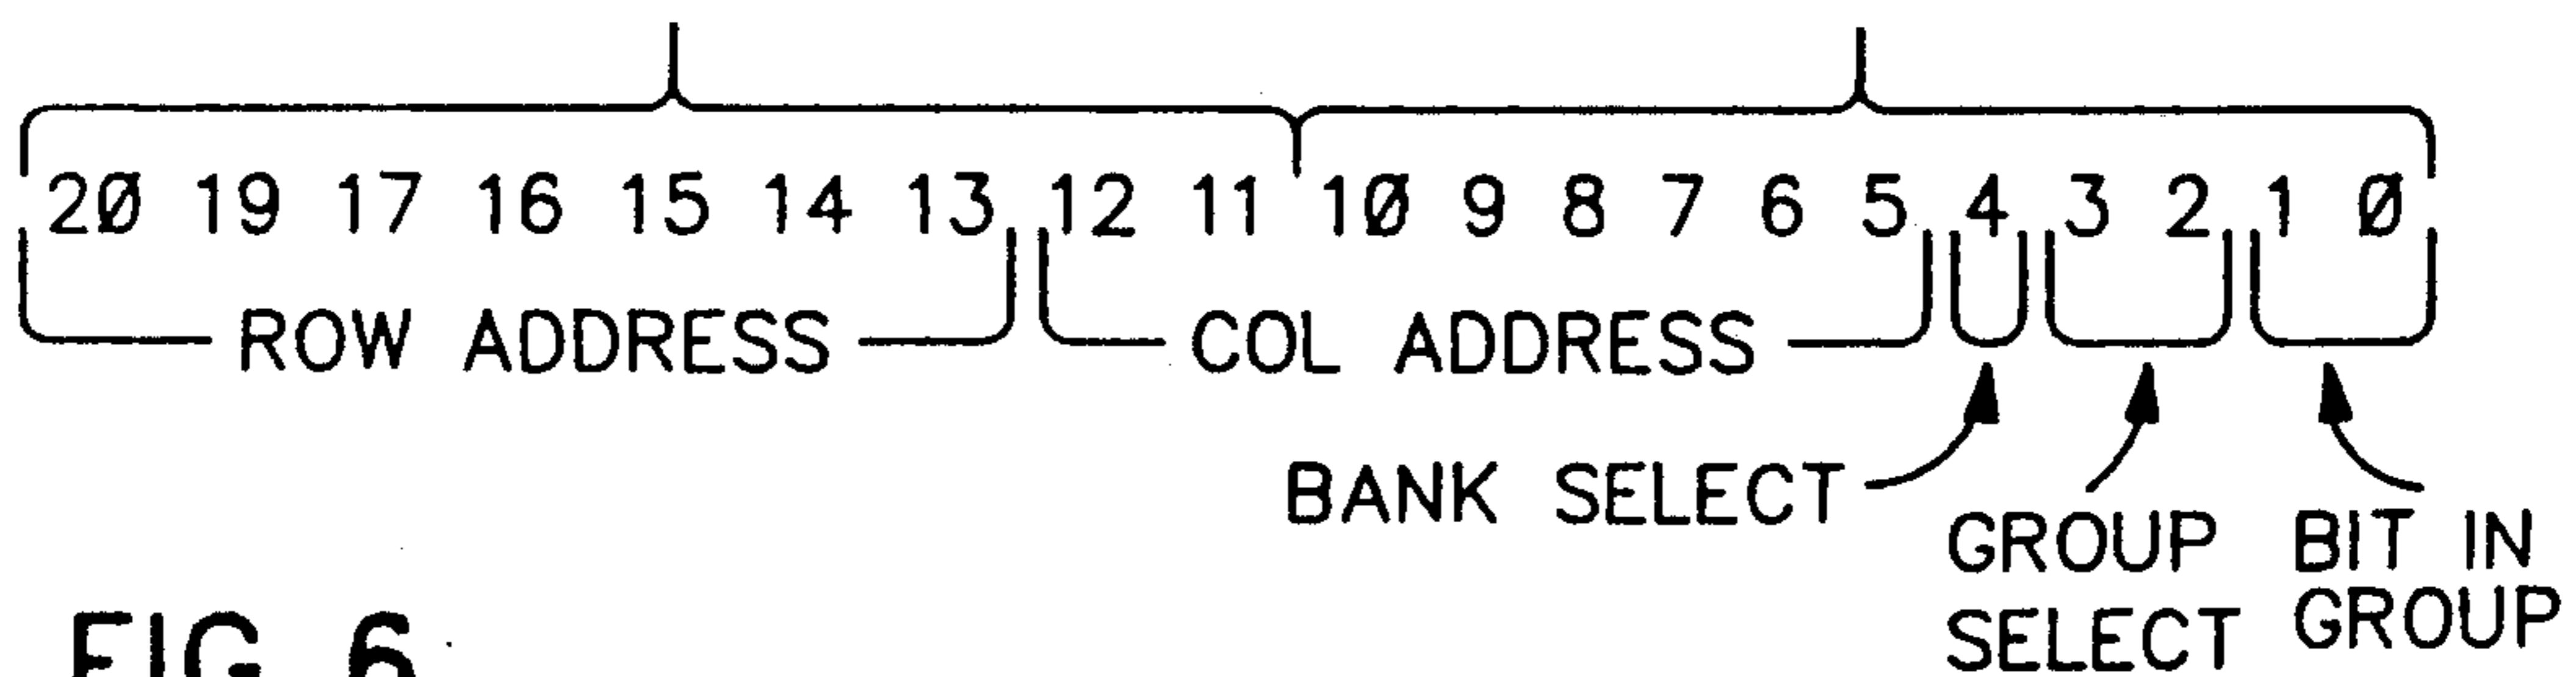 20 19 17 16 15 14 13 12 11 10 9 8 7 6 5 4 3 2 1 0
ROW ADDRESS
COL ADDRESS
BANK SELECT
GROUP
SELECT
BIT IN
GROUP
FIG 6